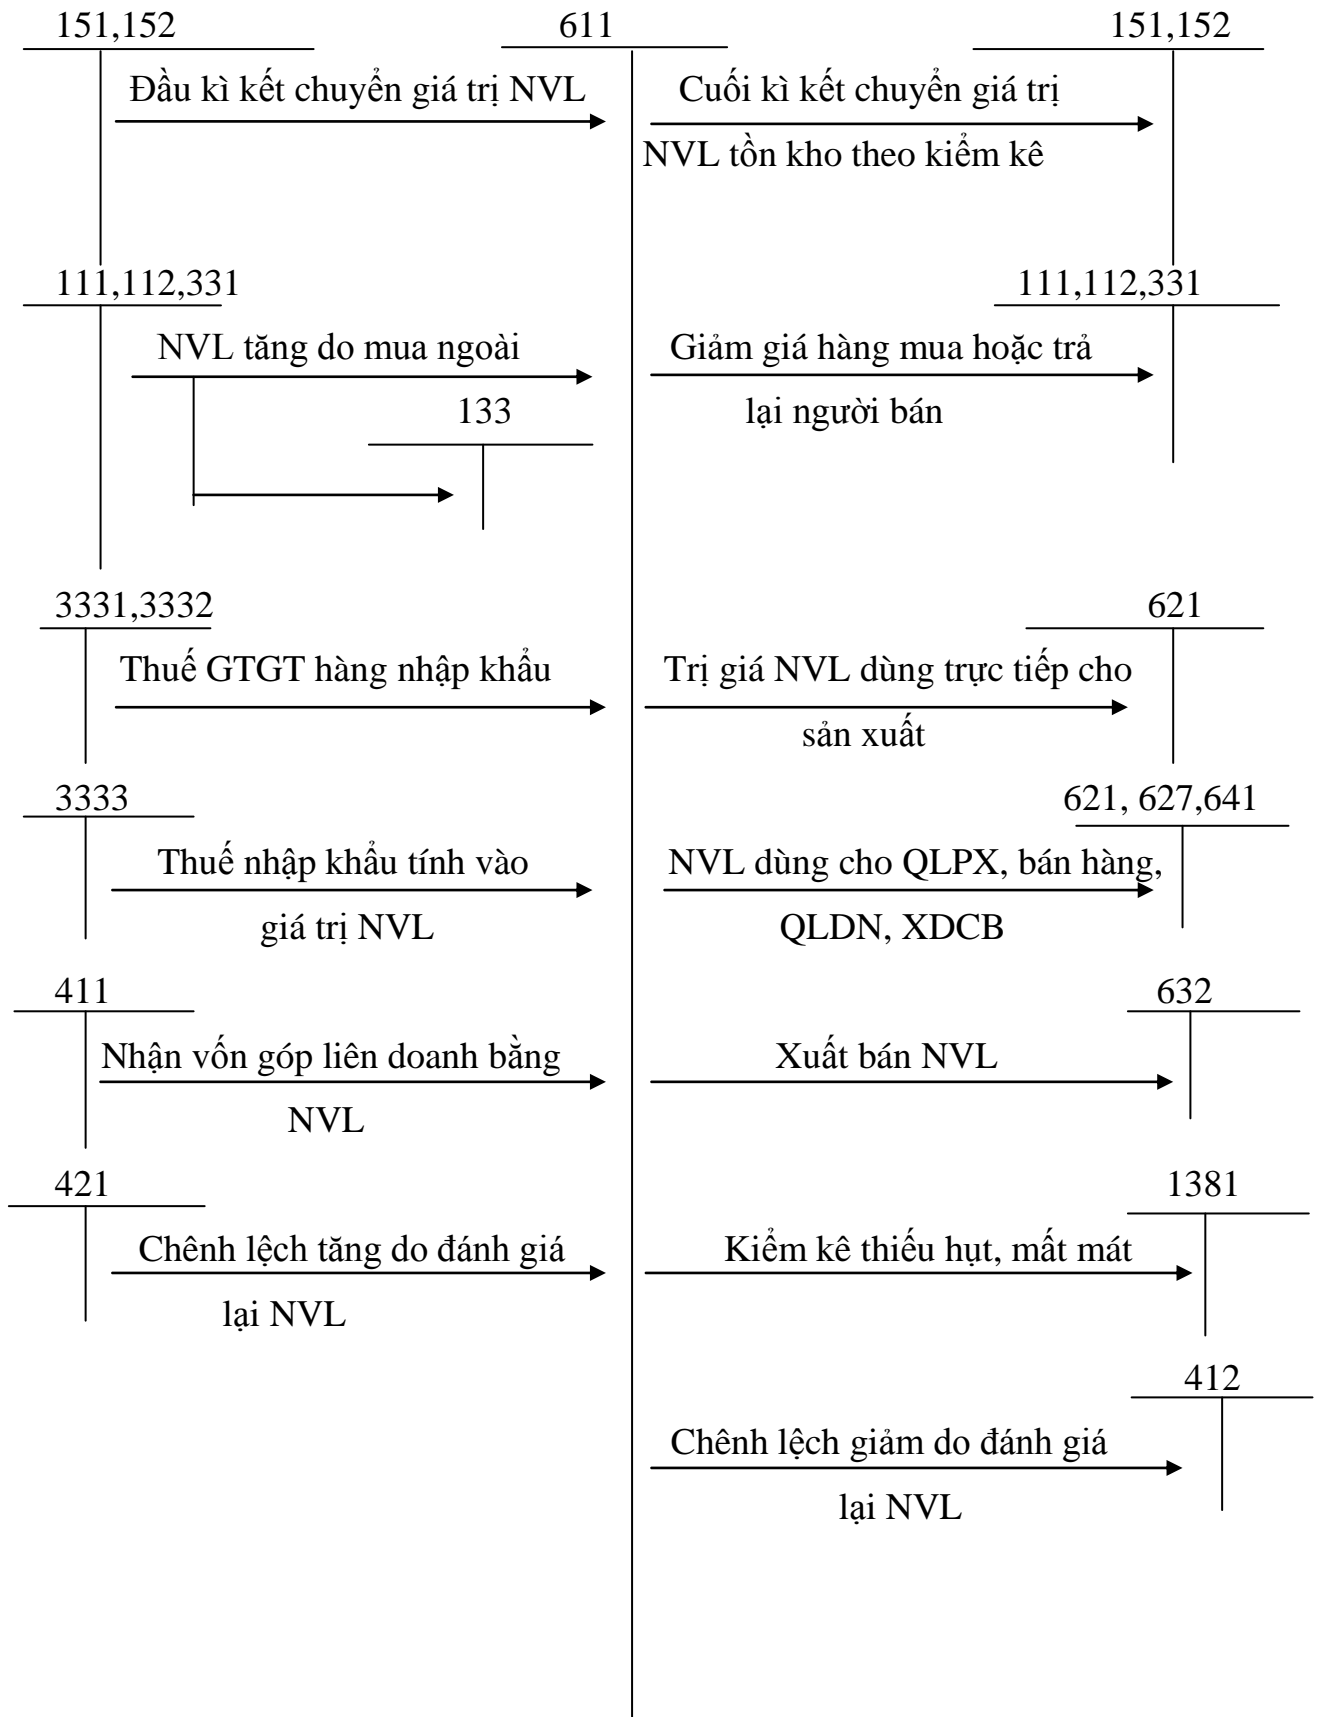 151,152 611 151,152
Đầu kì kết chuyển giá trị NVL Cuối kì kết chuyển giá trị
NVL tồn kho theo kiểm kê
111,112,331 111,112,331
NVL tăng do mua ngoài Giảm giá hàng mua hoặc trả
133 lại người bán
3331,3332 621
Thuế GTGT hàng nhập khẩu Trị giá NVL dùng trực tiếp cho
sản xuất
3333 621, 627,641
Thuế nhập khẩu tính vào NVL dùng cho QLPX, bán hàng,
giá trị NVL QLDN, XDCB
411 632
Nhận vốn góp liên doanh bằng Xuất bán NVL
NVL
421 1381
Chênh lệch tăng do đánh giá Kiểm kê thiếu hụt, mất mát
lại NVL
412
Chênh lệch giảm do đánh giá
lại NVL